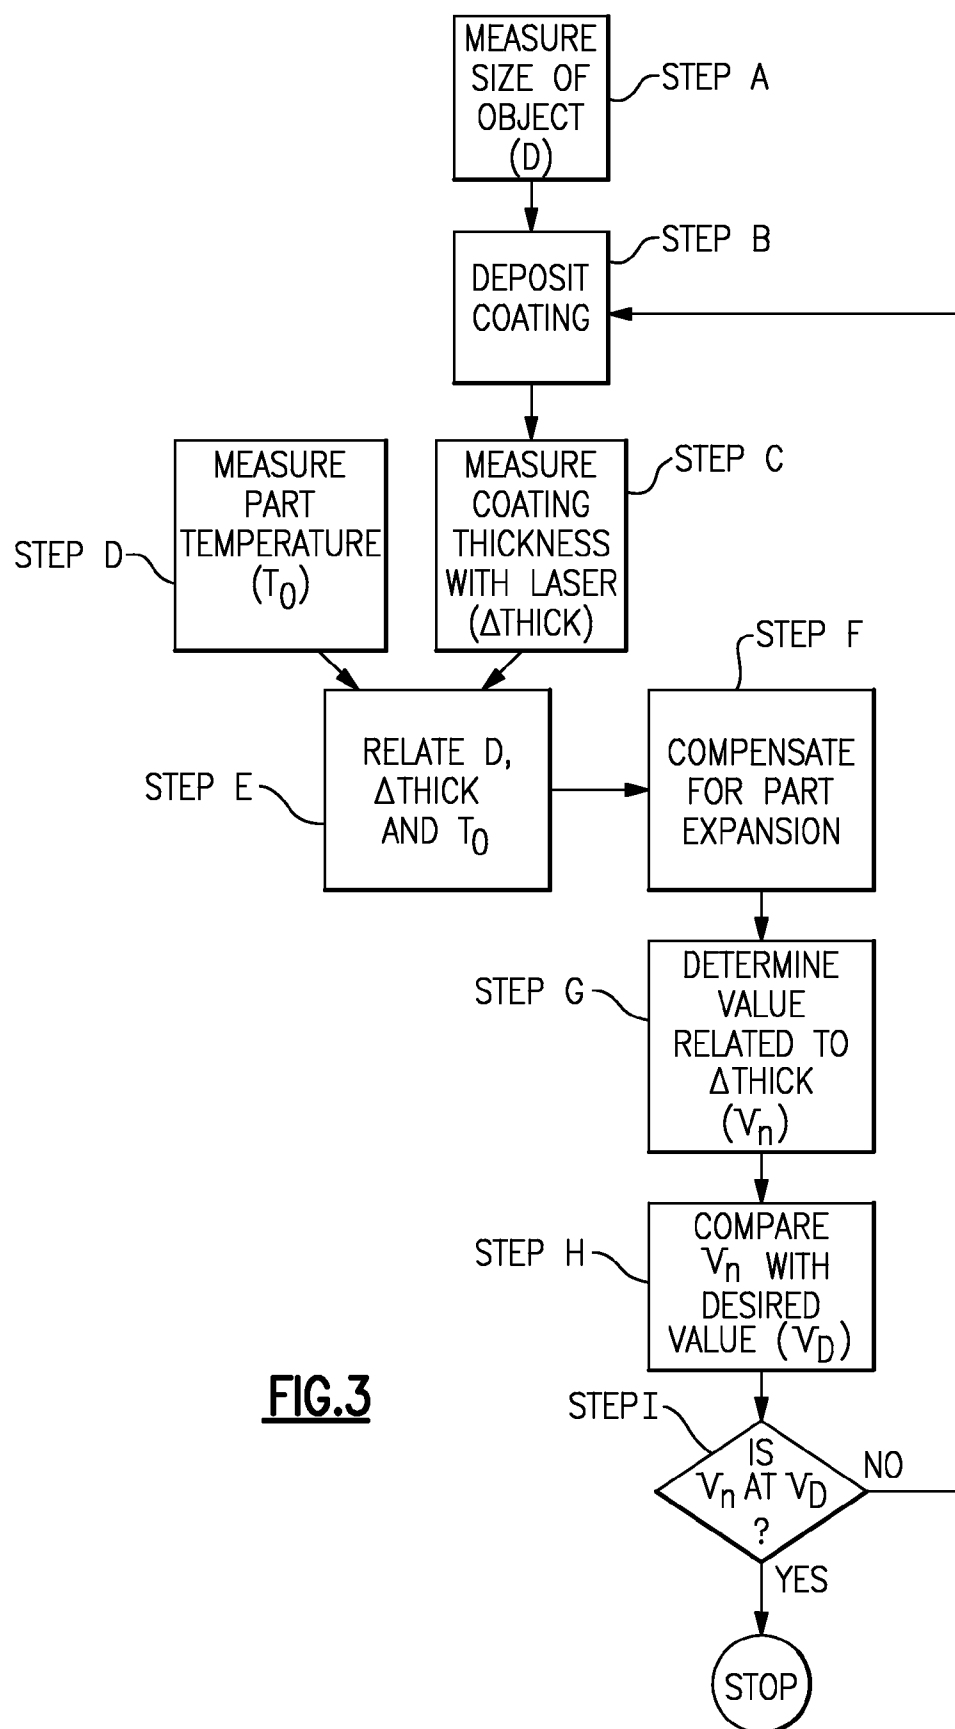 MEASURE
SIZE OF
OBJECT
(D)
STEP A
STEP B
DEPOSIT
COATING
MEASURE
PART
TEMPERATURE
(T0)
STEP D
MEASURE
COATING
THICKNESS
WITH LASER
(ΔTHICK)
STEP C
STEP F
RELATE D,
ΔTHICK
AND T0
STEP E
COMPENSATE
FOR PART
EXPANSION
STEP G
DETERMINE
VALUE
RELATED TO
ΔTHICK
(Vn)
STEP H
COMPARE
Vn WITH
DESIRED
VALUE (VD)
FIG.3
STEP I
IS
Vn AT VD
?
NO
YES
STOP